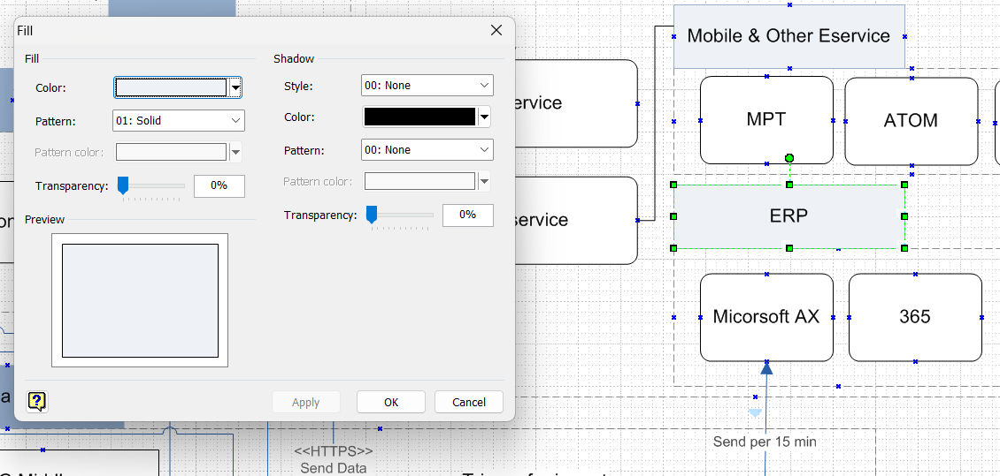 Fill
Fill
Color:
Pattern:
01: Solid
Pattern color:
Transparency:
0%
Preview
Shadow
Style:
00: None
Color:
Pattern:
00: None
Pattern color:
Transparency:
0%
Apply
OK
Cancel
ervice
service
Mobile & Other Eservice
MPT
ATOM
ERP
Micorsoft AX
365
Send per 15 min
<<HTTPS>>
Send Data